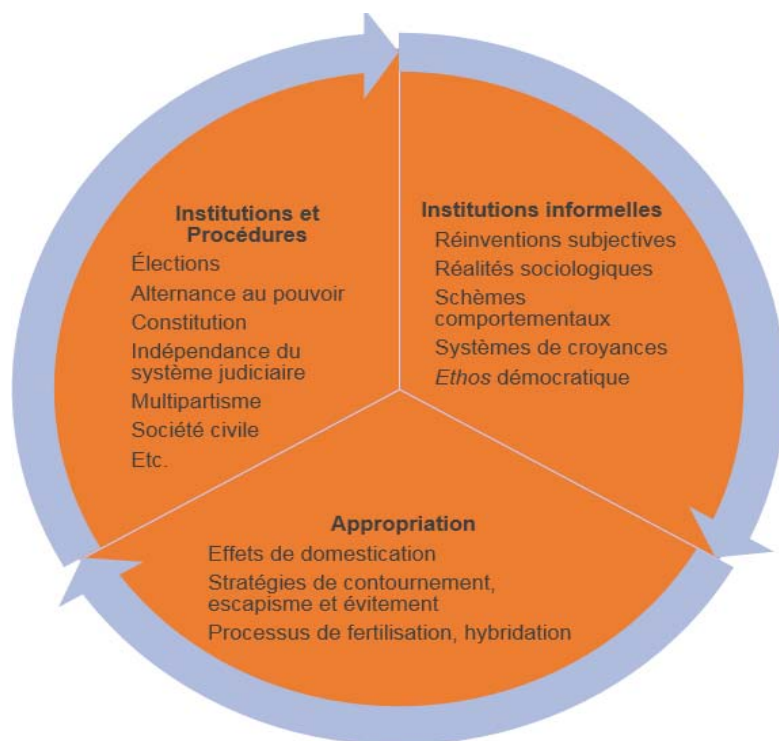 Institutions et
Procédures
Élections
Alternance au pouvoir
Constitution
Indépendance du
système judiciaire
Multipartisme
Société civile
Etc.
Institutions informelles
Réinventions subjectives
Réalités sociologiques
Schèmes
comportementaux
Systèmes de croyances
Ethos démocratique
Appropriation
Effets de domestication
Stratégies de contournement,
escapisme et évitement
Processus de fertilisation, hybridation